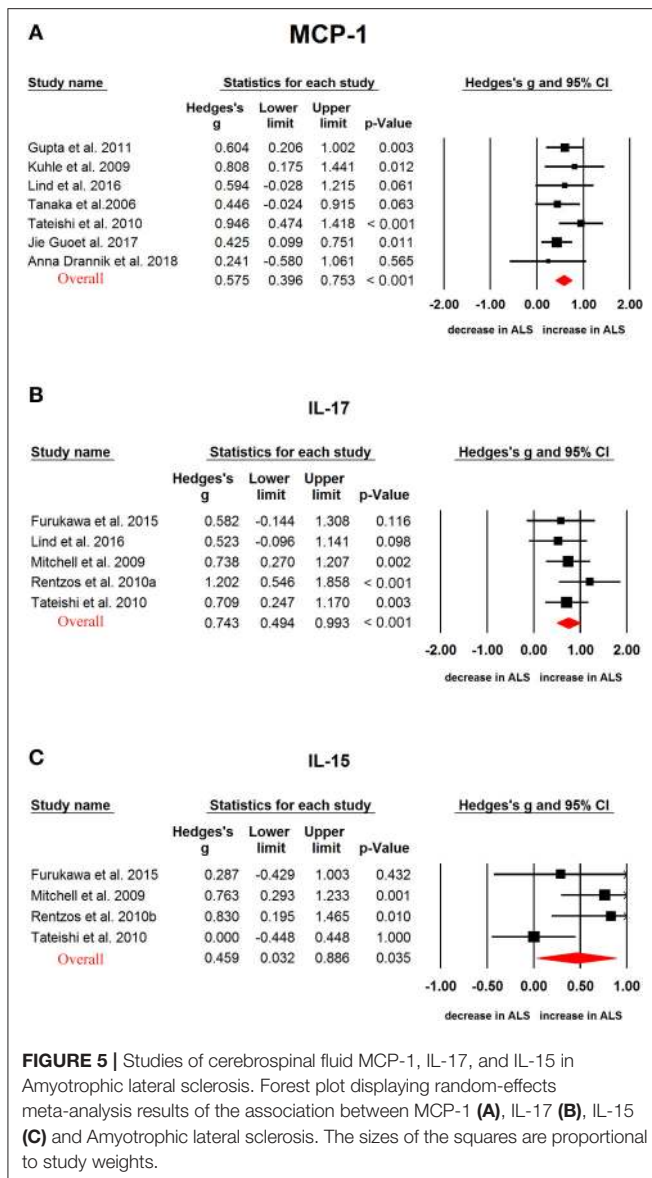 A
MCP-1
Study name Statistics for each study Hedges's g and 95% CI
Hedges's Lower Upper
g limit limit p-Value
Gupta et al. 2011 0.604 0.206 1.002 0.003
Kuhle et al. 2009 0.808 0.175 1.441 0.012
Lind et al. 2016 0.594 -0.028 1.215 0.061
Tanaka et al.2006 0.446 -0.024 0.915 0.063
Tateishi et al. 2010 0.946 0.474 1.418 < 0.001
Jie Guoet al. 2017 0.425 0.099 0.751 0.011
Anna Drannik et al. 2018 0.241 -0.580 1.061 0.565
Overall 0.575 0.396 0.753 < 0.001
-2.00 -1.00 0.00 1.00 2.00
decrease in ALS increase in ALS
B
IL-17
Study name Statistics for each study Hedges's g and 95% CI
Hedges's Lower Upper
g limit limit p-Value
Furukawa et al. 2015 0.582 -0.144 1.308 0.116
Lind et al. 2016 0.523 -0.096 1.141 0.098
Mitchell et al. 2009 0.738 0.270 1.207 0.002
Rentzos et al. 2010a 1.202 0.546 1.858 < 0.001
Tateishi et al. 2010 0.709 0.247 1.170 0.003
Overall 0.743 0.494 0.993 < 0.001
-2.00 -1.00 0.00 1.00 2.00
decrease in ALS increase in ALS
C
IL-15
Study name Statistics for each study Hedges's g and 95% CI
Hedges's Lower Upper
g limit limit p-Value
Furukawa et al. 2015 0.287 -0.429 1.003 0.432
Mitchell et al. 2009 0.763 0.293 1.233 0.001
Rentzos et al. 2010b 0.830 0.195 1.465 0.010
Tateishi et al. 2010 0.000 -0.448 0.448 1.000
Overall 0.459 0.032 0.886 0.035
-1.00 -0.50 0.00 0.50 1.00
decrease in ALS increase in ALS
FIGURE 5 | Studies of cerebrospinal fluid MCP-1, IL-17, and IL-15 in
Amyotrophic lateral sclerosis. Forest plot displaying random-effects
meta-analysis results of the association between MCP-1 (A), IL-17 (B), IL-15
(C) and Amyotrophic lateral sclerosis. The sizes of the squares are proportional
to study weights.